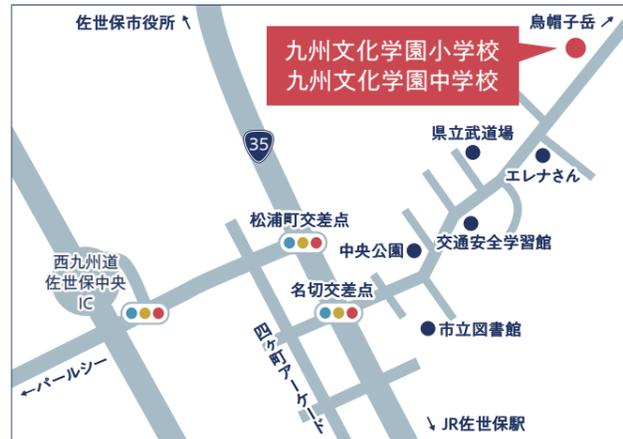 佐世保市役所
烏帽子岳
九州文化学園小学校
九州文化学園中学校
35
県立武道場
エレナさん
松浦町交差点
中央公園
交通安全学習館
西九州道
佐世保中央
IC
名切交差点
市立図書館
四ヶ町アーケード
←パールシー
JR佐世保駅